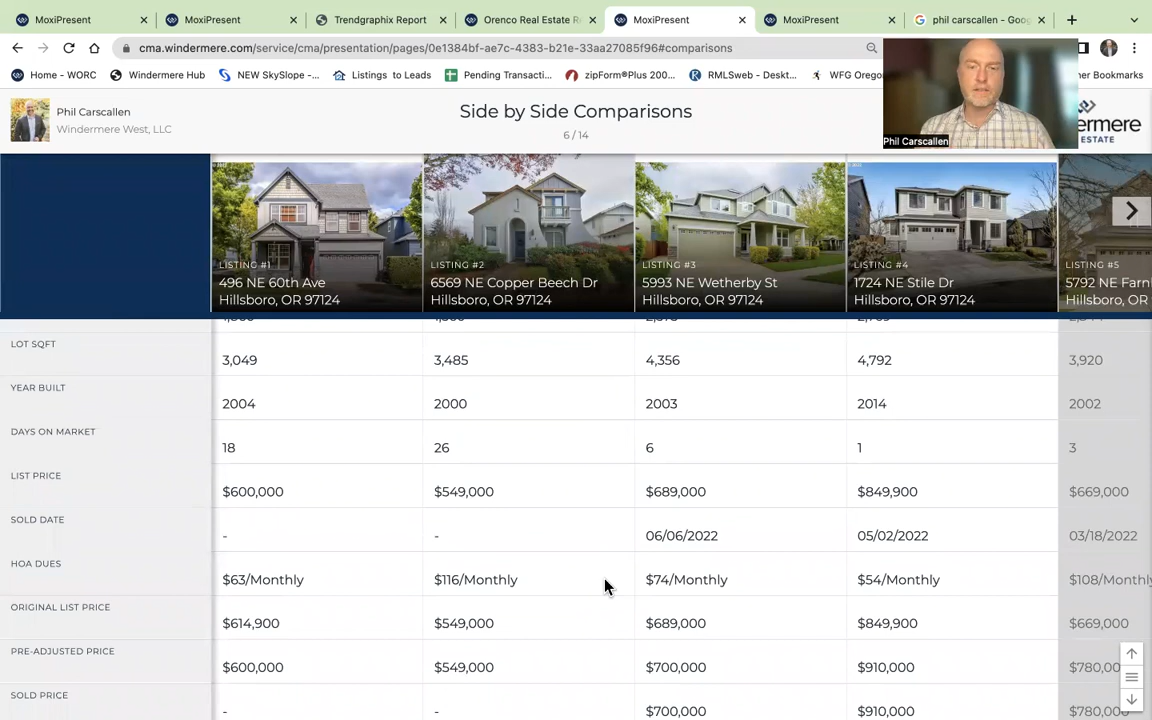 MoxiPresent
MoxiPresent
Trendgraphix Report
Orenco Real Estate R
MoxiPresent
MoxiPresent
phil carscallen - Goog
cma.windermere.com/service/cma/presentation/pages/0e1384bf-ae7c-4383-b21e-33aa27085f96#comparisons
Home - WORC
Windermere Hub
NEW SkySlope -...
Listings to Leads
Pending Transacti...
zipForm®Plus 200...
RMLSweb - Deskt...
WFG Orego
er Bookmarks
Phil Carscallen
Windermere West, LLC
Side by Side Comparisons
6 / 14
Phil Carscallen
ermere
ESTATE
LISTING #1
496 NE 60th Ave
Hillsboro, OR 97124
LISTING #2
6569 NE Copper Beech Dr
Hillsboro, OR 97124
LISTING #3
5993 NE Wetherby St
Hillsboro, OR 97124
LISTING #4
1724 NE Stile Dr
Hillsboro, OR 97124
LISTING #5
5792 NE Farn
Hillsboro, OR
LOT SQFT 3,049 3,485 4,356 4,792 3,920
YEAR BUILT 2004 2000 2003 2014 2002
DAYS ON MARKET 18 26 6 1 3
LIST PRICE $600,000 $549,000 $689,000 $849,900 $669,000
SOLD DATE - - 06/06/2022 05/02/2022 03/18/2022
HOA DUES $63/Monthly $116/Monthly $74/Monthly $54/Monthly $108/Monthly
ORIGINAL LIST PRICE $614,900 $549,000 $689,000 $849,900 $669,000
PRE-ADJUSTED PRICE $600,000 $549,000 $700,000 $910,000 $780,00
SOLD PRICE - - $700,000 $910,000 $780,00